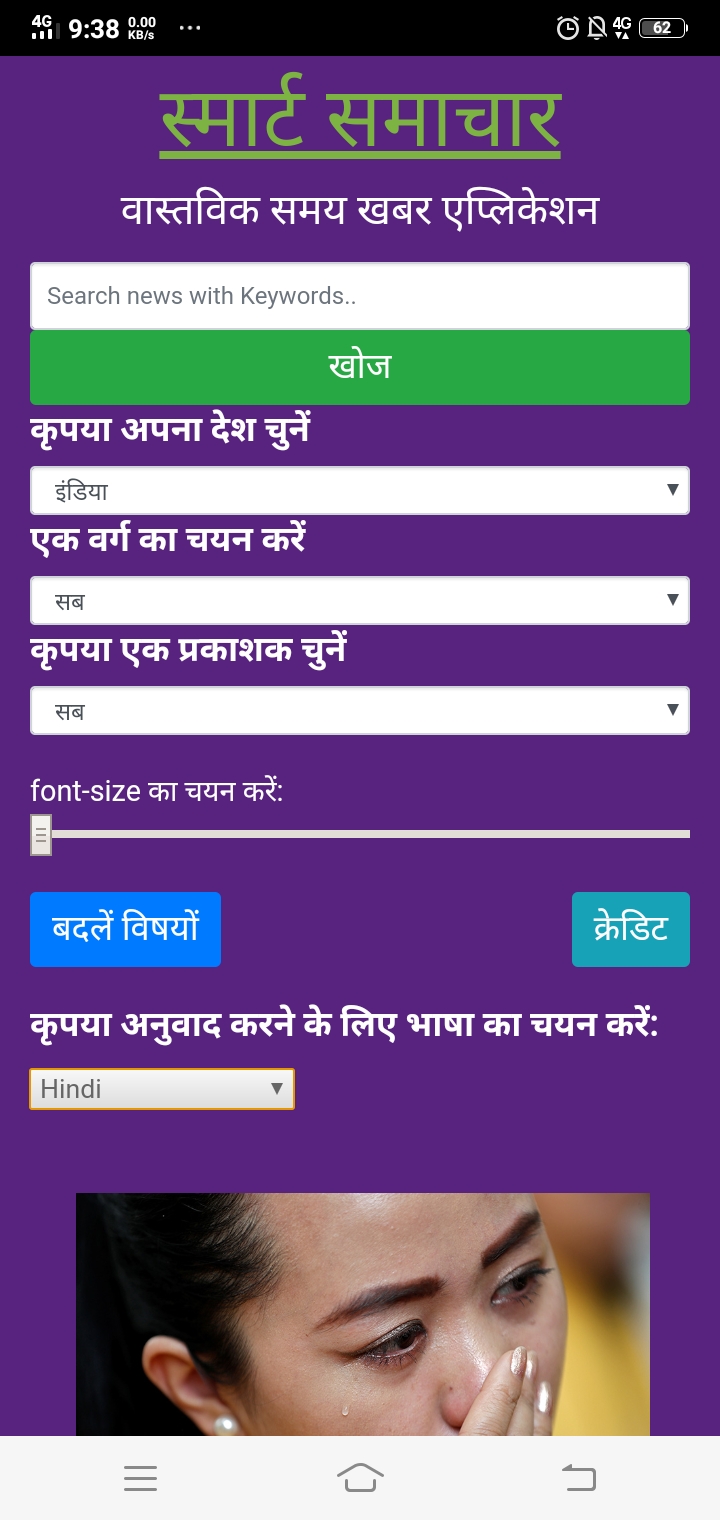 4G 9:38 0.00 KB/s ... 4G 62
स्मार्ट समाचार
वास्तविक समय खबर एप्लिकेशन
Search news with Keywords..
खोज
कृपया अपना देश चुनें
इंडिया
एक वर्ग का चयन करें
सब
कृपया एक प्रकाशक चुनें
सब
font-size का चयन करें:
बदलें विषयों
क्रेडिट
कृपया अनुवाद करने के लिए भाषा का चयन करें:
Hindi